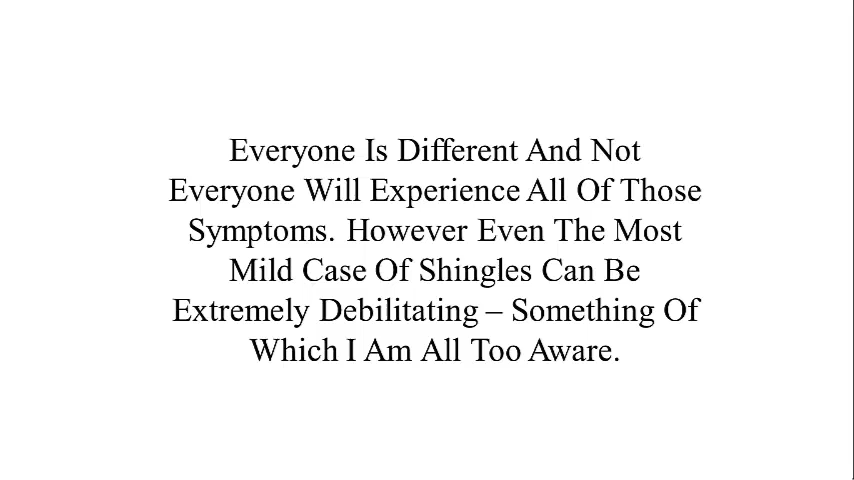 Everyone Is Different And Not
Everyone Will Experience All Of Those
Symptoms. However Even The Most
Mild Case Of Shingles Can Be
Extremely Debilitating – Something Of
Which I Am All Too Aware.